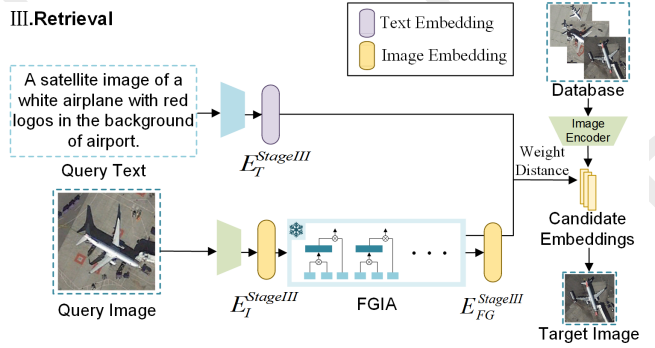 III.Retrieval
Text Embedding
Image Embedding
A satellite image of a
white airplane with red
logos in the background
of airport.
Query Text
E_T^{StageIII}
Database
Image
Encoder
Weight
Distance
Candidate
Embeddings
Query Image
E_I^{StageIII}
FGIA
E_{FG}^{StageIII}
Target Image